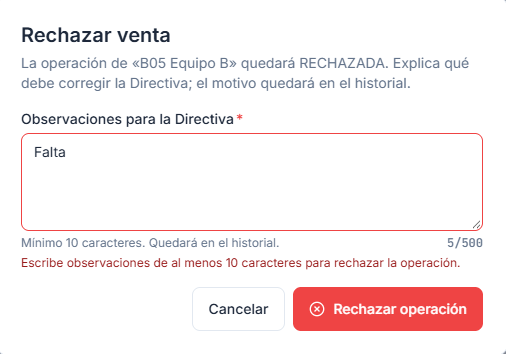 Rechazar venta
La operación de «B05 Equipo B» quedará RECHAZADA. Explica qué
debe corregir la Directiva; el motivo quedará en el historial.
Observaciones para la Directiva *
Falta
Mínimo 10 caracteres. Quedará en el historial. 5/500
Escribe observaciones de al menos 10 caracteres para rechazar la operación.
Cancelar Rechazar operación